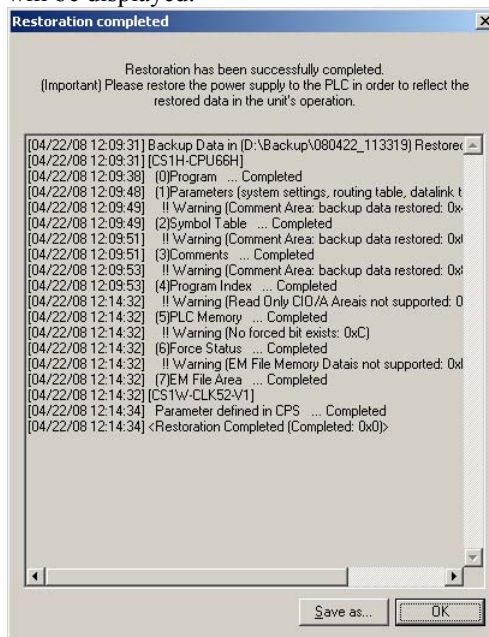 will be displayed.
Restoration completed
Restoration has been successfully completed.
(Important) Please restore the power supply to the PLC in order to reflect the
restored data in the unit's operation.
[04/22/08 12:09:31] Backup Data in (D:\Backup\080422_113319) Restored
[04/22/08 12:09:31] [CS1H-CPU66H]
[04/22/08 12:09:38] (0)Program ... Completed
[04/22/08 12:09:48] (1)Parameters (system settings, routing table, datalink t
[04/22/08 12:09:49] !! Warning (Comment Area: backup data restored: 0x
[04/22/08 12:09:49] (2)Symbol Table ... Completed
[04/22/08 12:09:51] !! Warning (Comment Area: backup data restored: 0x
[04/22/08 12:09:51] (3)Comments ... Completed
[04/22/08 12:09:53] !! Warning (Comment Area: backup data restored: 0x
[04/22/08 12:09:53] (4)Program Index ... Completed
[04/22/08 12:14:32] !! Warning (Read Only CIO/A Areais not supported: 0
[04/22/08 12:14:32] (5)PLC Memory ... Completed
[04/22/08 12:14:32] !! Warning (No forced bit exists: 0xC)
[04/22/08 12:14:32] (6)Force Status ... Completed
[04/22/08 12:14:32] !! Warning (EM File Memory Datais not supported: 0x
[04/22/08 12:14:32] (7)EM File Area ... Completed
[04/22/08 12:14:32] [CS1W-CLK52-V1]
[04/22/08 12:14:34] Parameter defined in CPS ... Completed
[04/22/08 12:14:34] <Restoration Completed (Completed: 0x0)>
Save as... OK